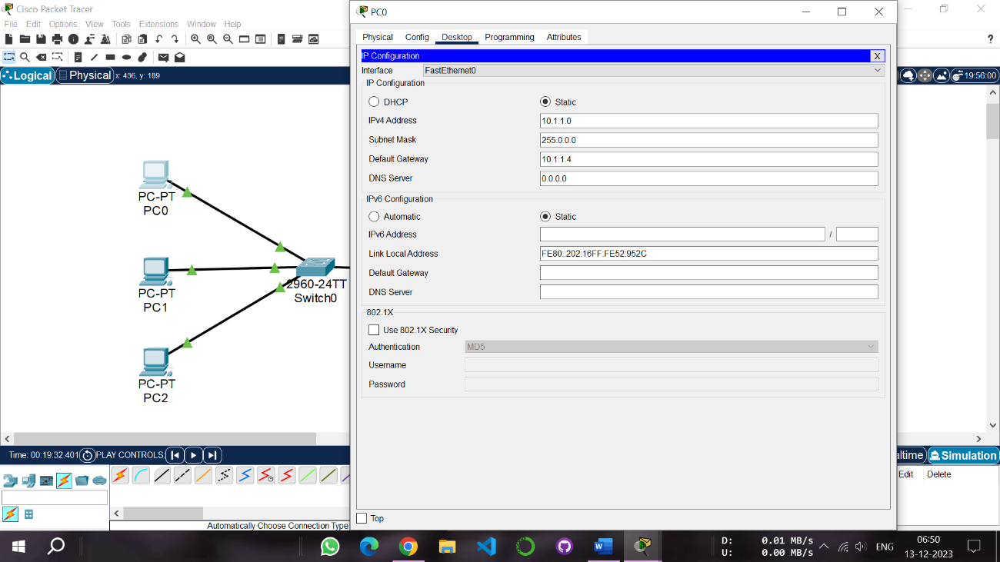 Cisco Packet Tracer
File Edit Options View Tools Extensions Window Help
?
Logical Physical x: 436, y: 189
19:56:00
PC-PT
PC0
PC-PT
PC1
PC-PT
PC2
2960-24TT
Switch0
PC0
Physical Config Desktop Programming Attributes
IP Configuration X
Interface FastEthernet0
IP Configuration
DHCP Static
IPv4 Address 10.1.1.0
Subnet Mask 255.0.0.0
Default Gateway 10.1.1.4
DNS Server 0.0.0.0
IPv6 Configuration
Automatic Static
IPv6 Address /
Link Local Address FE80::202:16FF:FE52:952C
Default Gateway
DNS Server
802.1X
Use 802.1X Security
Authentication MD5
Username
Password
Top
Time: 00:19:32.401 PLAY CONTROLS:
altime Simulation
Edit Delete
Automatically Choose Connection Type
D: 0.01 MB/s
U: 0.00 MB/s
ENG
06:50
13-12-2023